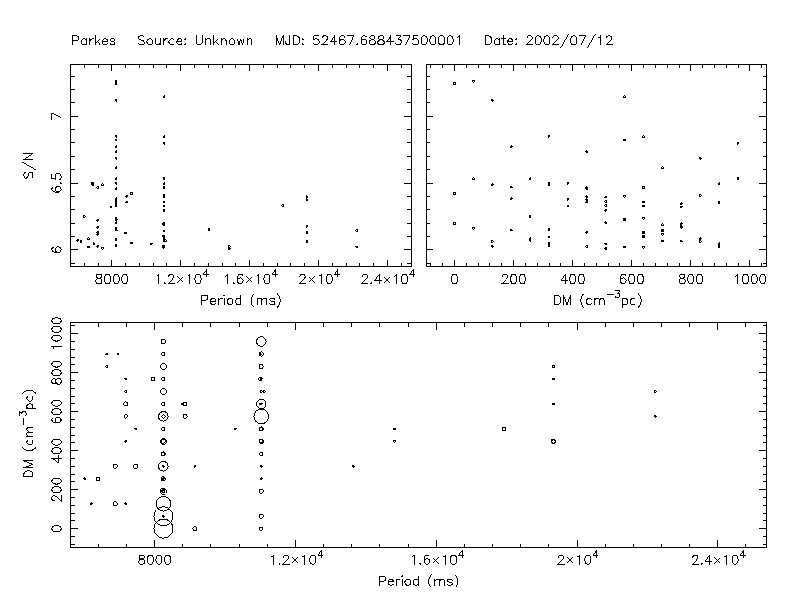 Parkes Source: Unknown MJD: 52467.688437500001 Date: 2002/07/12
S/N
7
6.5
6
8000 1.2×10⁴ 1.6×10⁴ 2×10⁴ 2.4×10⁴
Period (ms)
0 200 400 600 800 1000
DM (cm⁻³pc)
DM (cm⁻³pc)
1000
800
600
400
200
0
8000 1.2×10⁴ 1.6×10⁴ 2×10⁴ 2.4×10⁴
Period (ms)